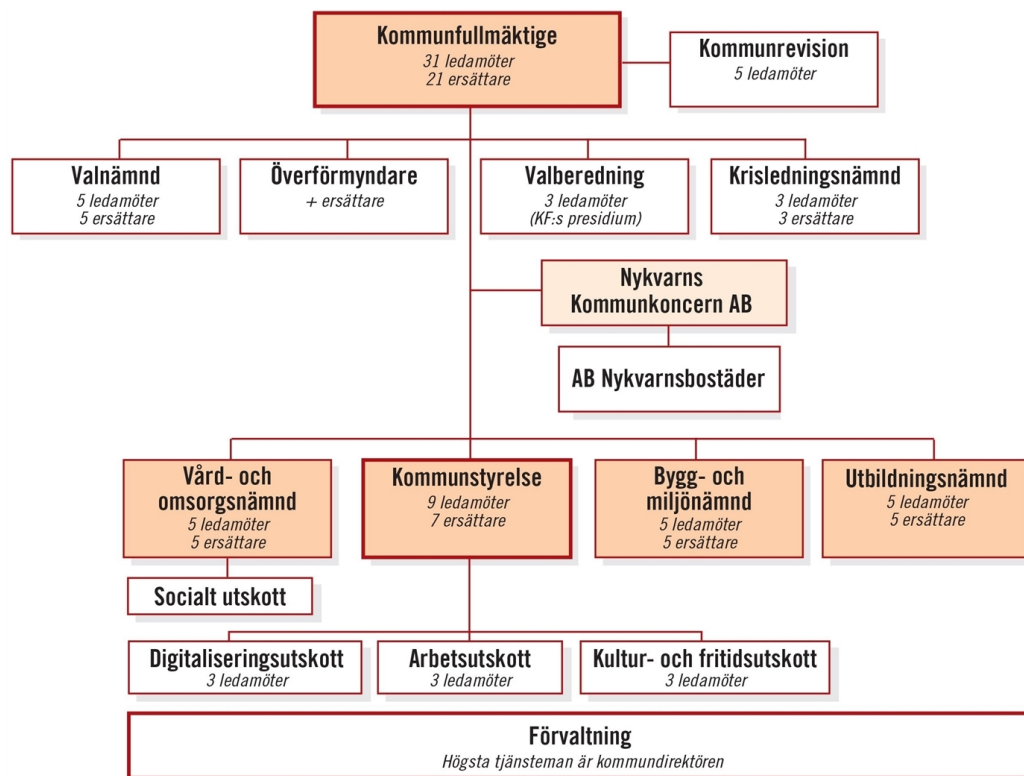 Kommunfullmäktige
31 ledamöter
21 ersättare
Kommunrevision
5 ledamöter
Valnämnd
5 ledamöter
5 ersättare
Överförmyndare
+ ersättare
Valberedning
3 ledamöter
(KF:s presidium)
Krisledningsnämnd
3 ledamöter
3 ersättare
Nykvarns
Kommunkoncern AB
AB Nykvarnsbostäder
Vård- och
omsorgsnämnd
5 ledamöter
5 ersättare
Kommunstyrelse
9 ledamöter
7 ersättare
Bygg- och
miljönämnd
5 ledamöter
5 ersättare
Utbildningsnämnd
5 ledamöter
5 ersättare
Socialt utskott
Digitaliseringsutskott
3 ledamöter
Arbetsutskott
3 ledamöter
Kultur- och fritidsutskott
3 ledamöter
Förvaltning
Högsta tjänsteman är kommundirektören